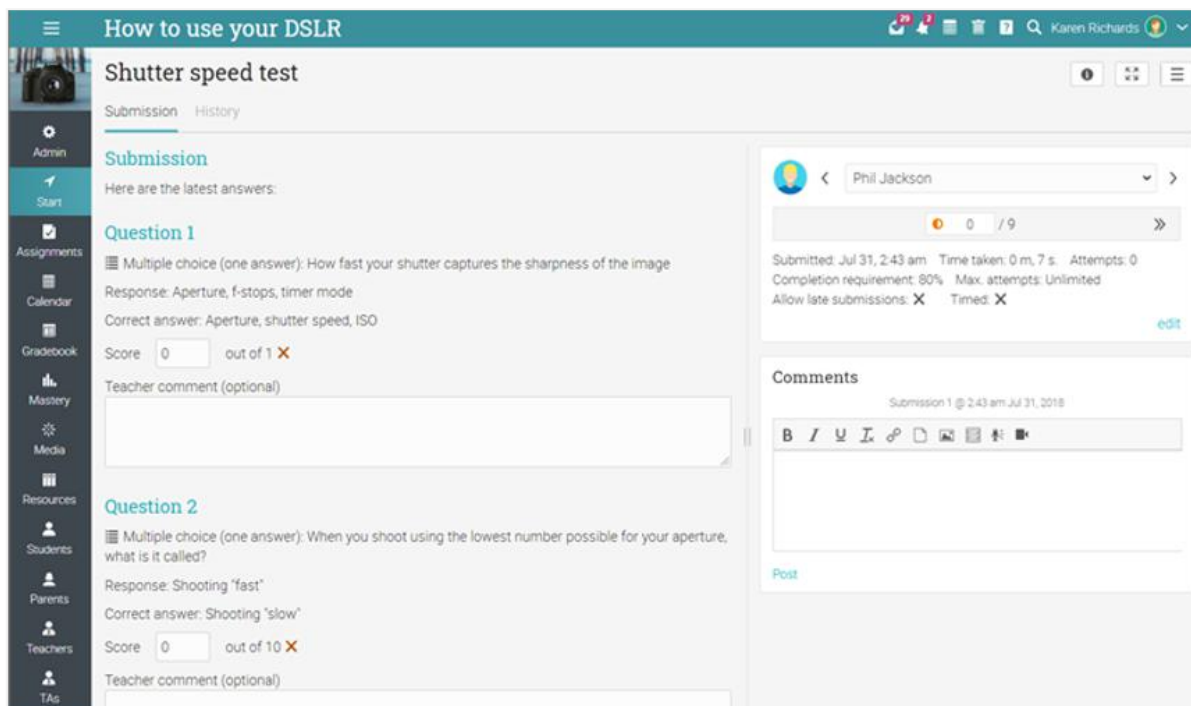 How to use your DSLR
29
2
Karen Richards
Shutter speed test
Submission History
Admin
Start
Assignments
Calendar
Gradebook
Mastery
Media
Resources
Students
Parents
Teachers
TAs
Submission
Here are the latest answers:
Question 1
Multiple choice (one answer): How fast your shutter captures the sharpness of the image
Response: Aperture, f-stops, timer mode
Correct answer: Aperture, shutter speed, ISO
Score 0 out of 1
Teacher comment (optional)
Question 2
Multiple choice (one answer): When you shoot using the lowest number possible for your aperture,
what is it called?
Response: Shooting "fast"
Correct answer: Shooting "slow"
Score 0 out of 10
Teacher comment (optional)
Phil Jackson
0 / 9
Submitted: Jul 31, 2:43 am Time taken: 0 m, 7 s. Attempts: 0
Completion requirement: 80% Max. attempts: Unlimited
Allow late submissions: Timed:
edit
Comments
Submission 1 @ 2:43 am Jul 31, 2018
B I U T
Post